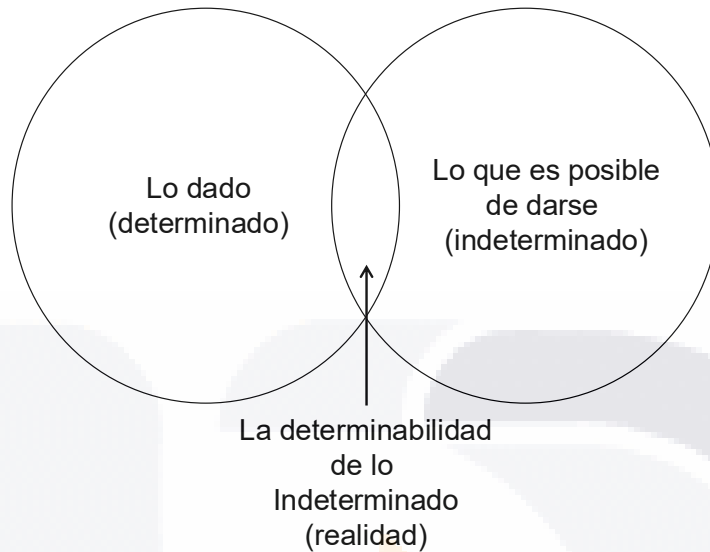 Lo dado
(determinado)
Lo que es posible
de darse
(indeterminado)
La determinabilidad
de lo
Indeterminado
(realidad)